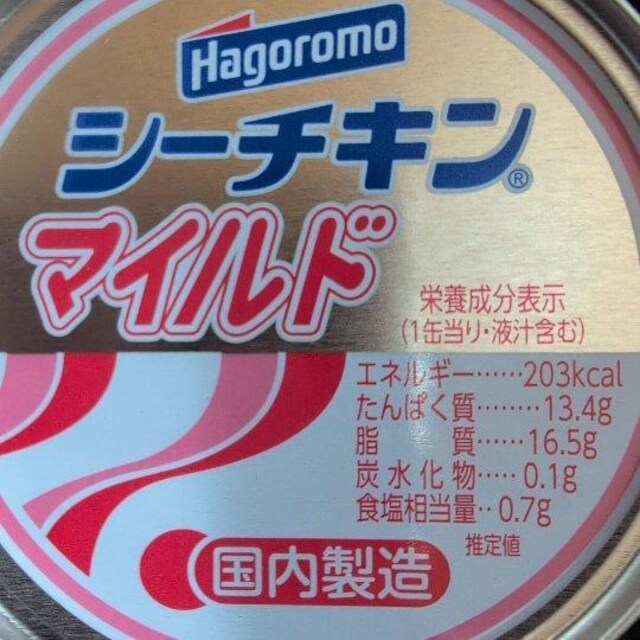 Hagoromo
シーチキン®
マイルド
栄養成分表示
(1缶当り・液汁含む)
エネルギー……203kcal
たんぱく質………13.4g
脂　　質……16.5g
炭水化物…‥0.1g
食塩相当量‥0.7g
推定値
国内製造